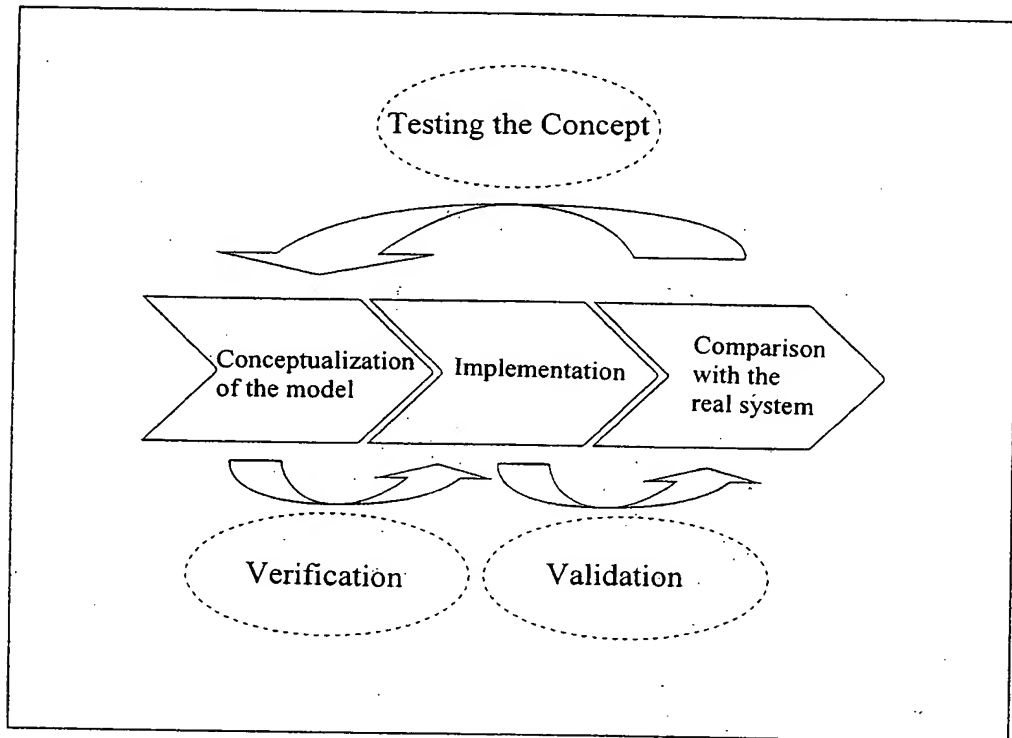 Testing the Concept
Conceptualization
of the model
Implementation
Comparison
with the
real system
Verification
Validation